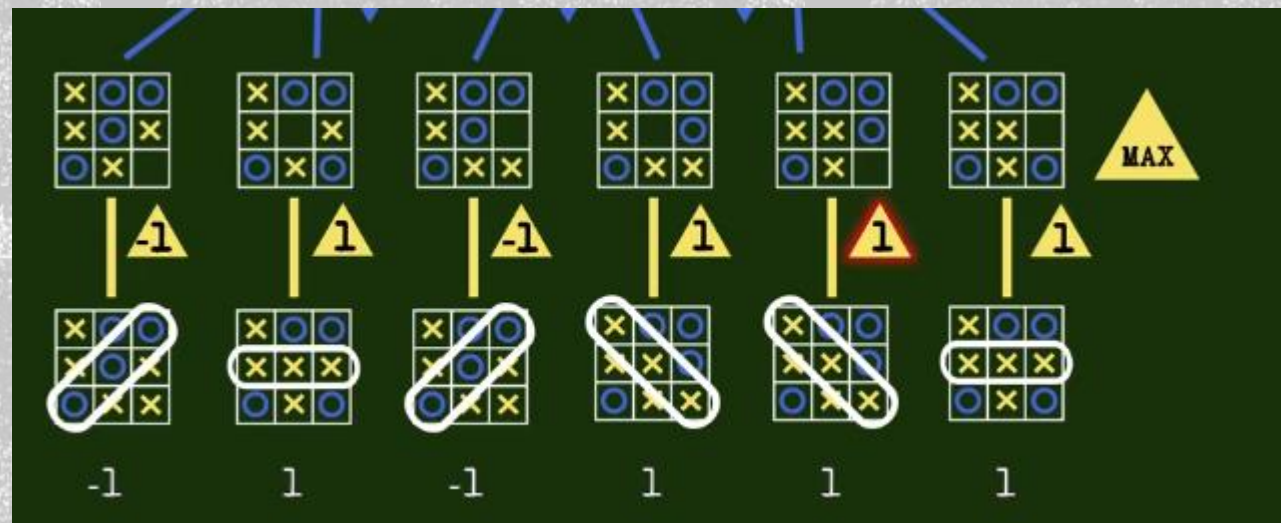 X O O X O O X O O X O O X O O X O O
X O X X X X O X O X X O X X
O X O X O O X X O X X O X O X O
MAX
-1 1 -1 1 1 1
X O O X O O X O O X O O X O O X O O
X O X X X X X O X X X O X X O X X X
O X X O X O O X X O X X O X X O X O
-1 1 -1 1 1 1